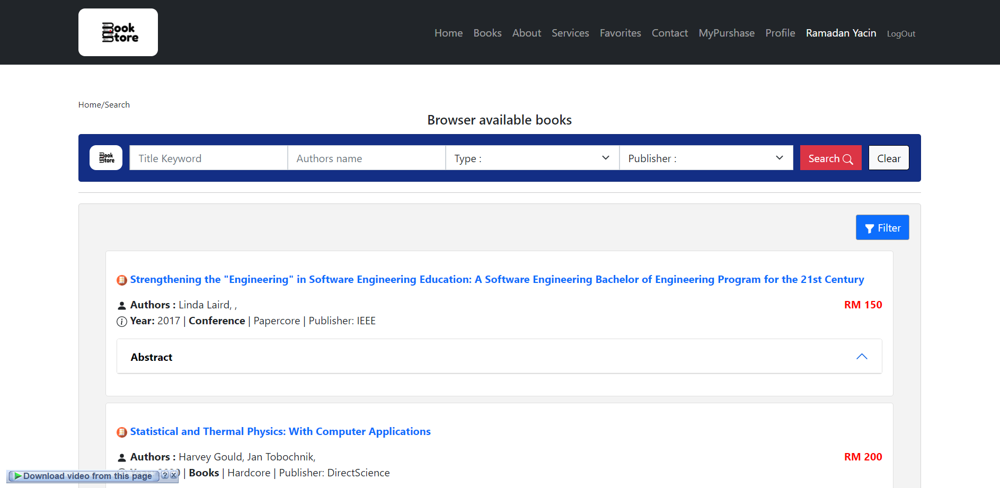 Book Store
Home Books About Services Favorites Contact MyPurshase Profile Ramadan Yacin LogOut
Home/Search
Browser available books
Book Store Title Keyword Authors name Type : Publisher : Search Clear
Filter
Strengthening the "Engineering" in Software Engineering Education: A Software Engineering Bachelor of Engineering Program for the 21st Century
Authors : Linda Laird, , RM 150
Year: 2017 | Conference | Papercore | Publisher: IEEE
Abstract
Statistical and Thermal Physics: With Computer Applications
Authors : Harvey Gould, Jan Tobochnik, RM 200
| Books | Hardcore | Publisher: DirectScience
Download video from this page ? x